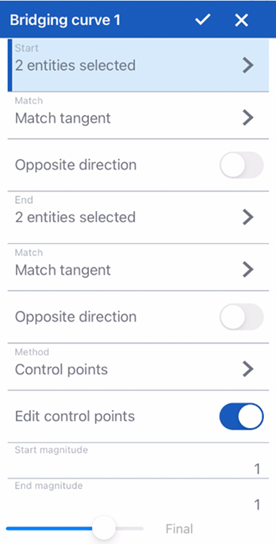 Bridging curve 1
Start
2 entities selected
Match
Match tangent
Opposite direction
End
2 entities selected
Match
Match tangent
Opposite direction
Method
Control points
Edit control points
Start magnitude
1
End magnitude
1
Final